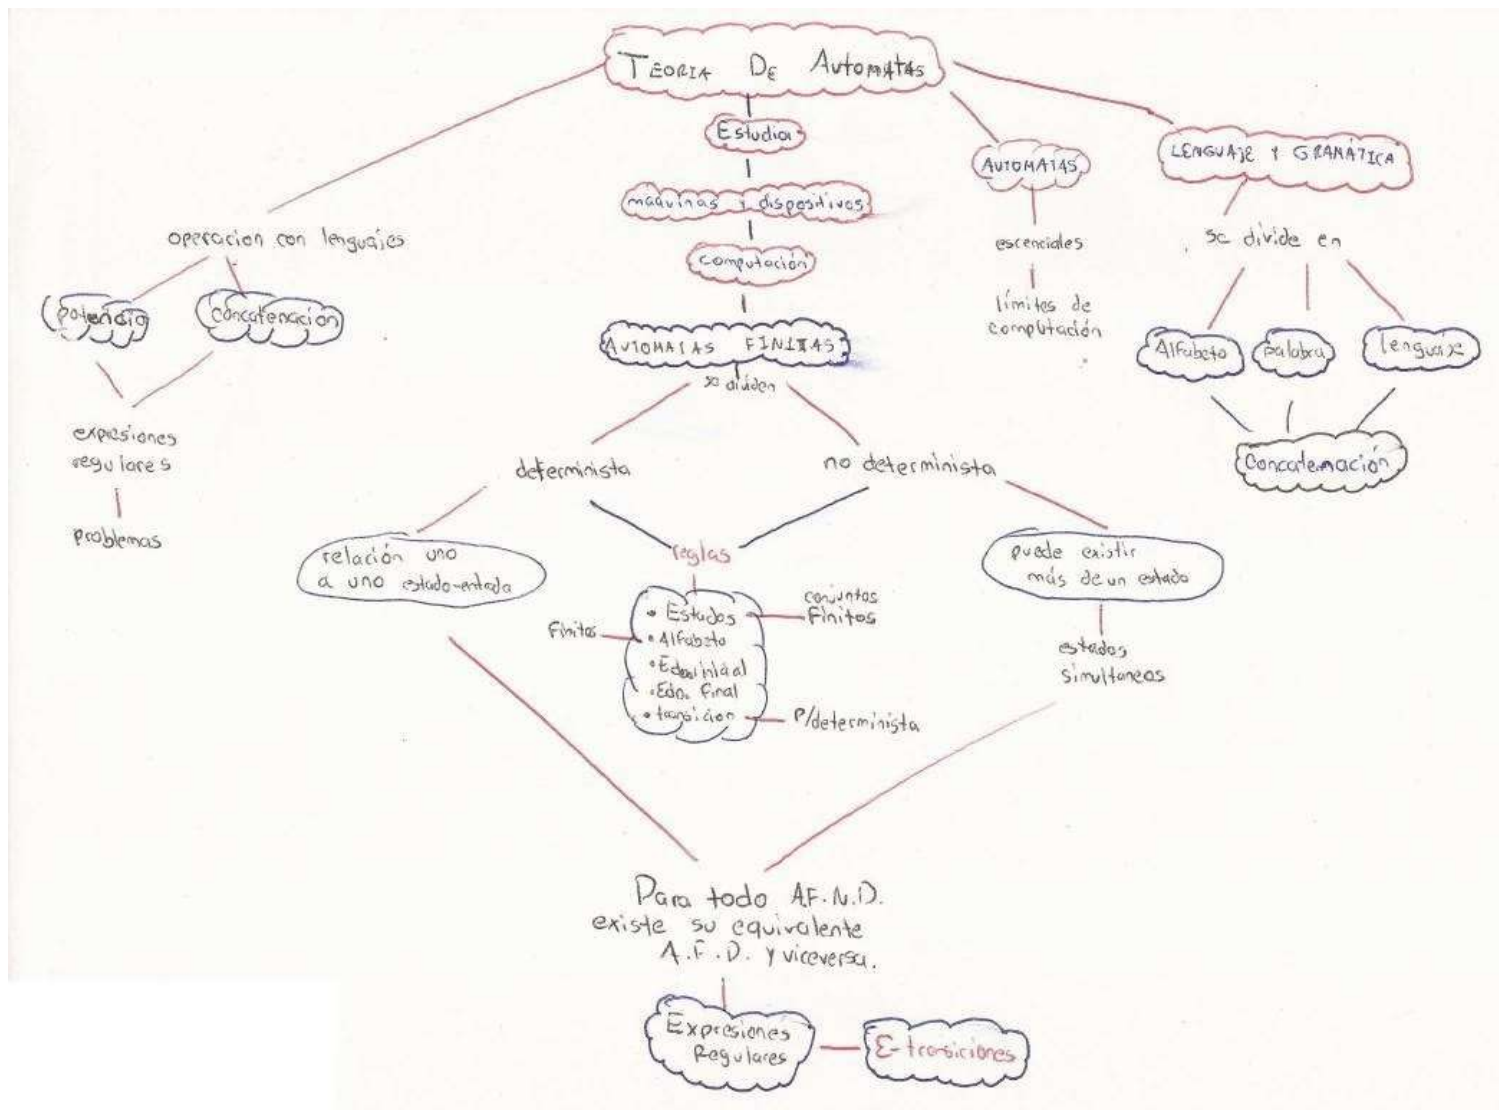 TEORIA DE AutomAtAs
Estudia
maquinas y dispositivos
computación
AUTOMATAS FINITAS
se dividen
determinista
no determinista
relación uno
a uno estado-entrada
reglas
• Estados
conjuntos
Finitos
Finitos
• Alfabeto
• Edo. inicial
• Edo. final
• transicion
P/determinista
puede existir
más de un estado
estados
simultaneos
Para todo A.F.N.D.
existe su equivalente
A.F.D. y viceversa.
Expresiones
Regulares
E-transiciones
operacion con lenguajes
potencia
concatenación
expresiones
regulares
problemas
AUTOMATAS
escenciales
límites de
computación
LENGUAJE Y GRAMÁTICA
se divide en
Alfabeto
palabra
lenguaje
Concatenación